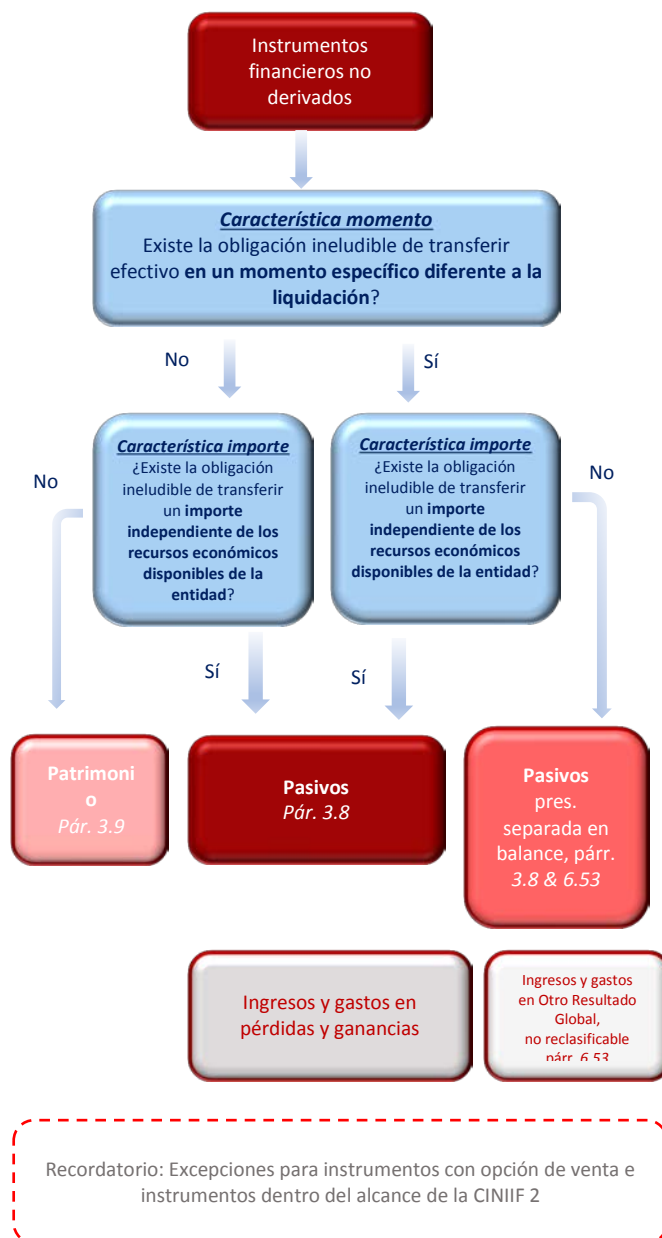 Instrumentos
financieros no
derivados
Característica momento
Existe la obligación ineludible de transferir
efectivo en un momento específico diferente a la
liquidación?
No
Sí
Característica importe
¿Existe la obligación
ineludible de transferir
un importe
independiente de los
recursos económicos
disponibles de la
entidad?
Característica importe
¿Existe la obligación
ineludible de transferir
un importe
independiente de los
recursos económicos
disponibles de la entidad?
No
No
Sí
Sí
Patrimoni
o
Pár. 3.9
Pasivos
Pár. 3.8
Pasivos
pres.
separada en
balance, párr.
3.8 & 6.53
Ingresos y gastos en
pérdidas y ganancias
Ingresos y gastos
en Otro Resultado
Global,
no reclasificable
párr. 6.53
Recordatorio: Excepciones para instrumentos con opción de venta e
instrumentos dentro del alcance de la CINIIF 2